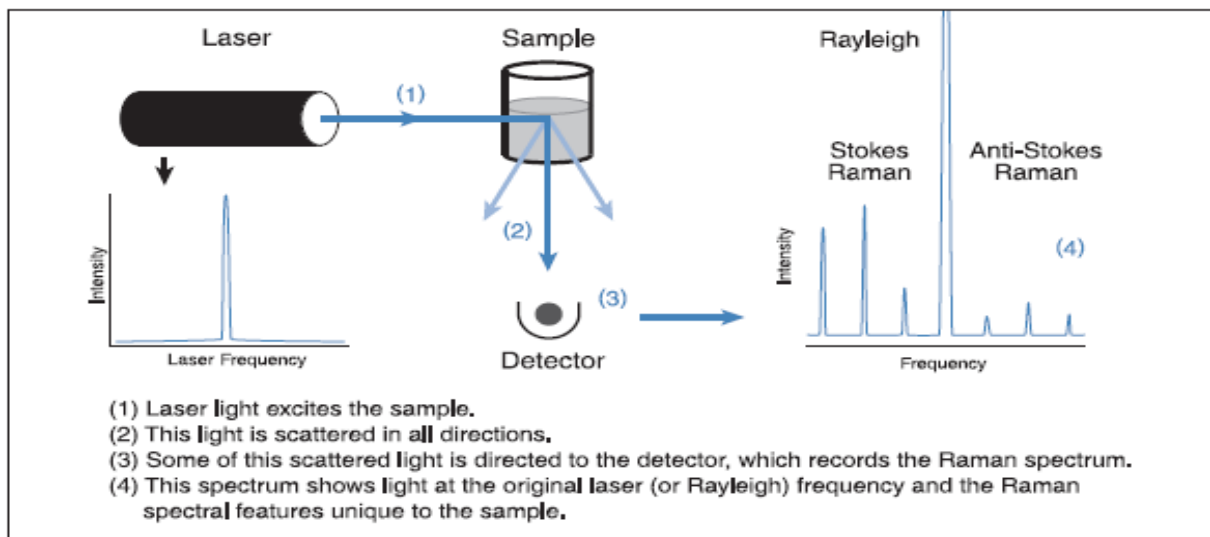 Laser
Sample
Rayleigh
(1)
Stokes
Raman
Anti-Stokes
Raman
(2)
(4)
Intensity
Intensity
(3)
Laser Frequency
Detector
Frequency
(1) Laser light excites the sample.
(2) This light is scattered in all directions.
(3) Some of this scattered light is directed to the detector, which records the Raman spectrum.
(4) This spectrum shows light at the original laser (or Rayleigh) frequency and the Raman
spectral features unique to the sample.